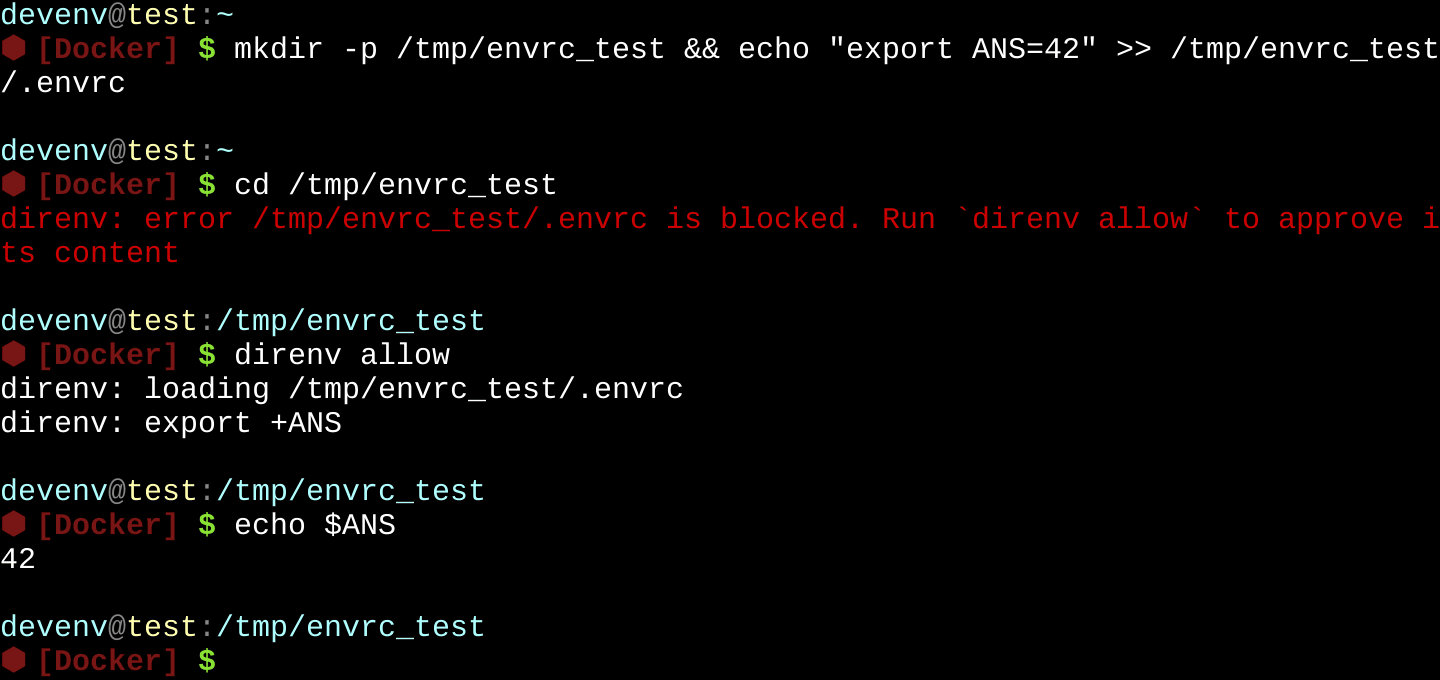 devenv@test:~
⬢ [Docker] $ mkdir -p /tmp/envrc_test && echo "export ANS=42" >> /tmp/envrc_test
/.envrc
devenv@test:~
⬢ [Docker] $ cd /tmp/envrc_test
direnv: error /tmp/envrc_test/.envrc is blocked. Run `direnv allow` to approve i
ts content
devenv@test:/tmp/envrc_test
⬢ [Docker] $ direnv allow
direnv: loading /tmp/envrc_test/.envrc
direnv: export +ANS
devenv@test:/tmp/envrc_test
⬢ [Docker] $ echo $ANS
42
devenv@test:/tmp/envrc_test
⬢ [Docker] $